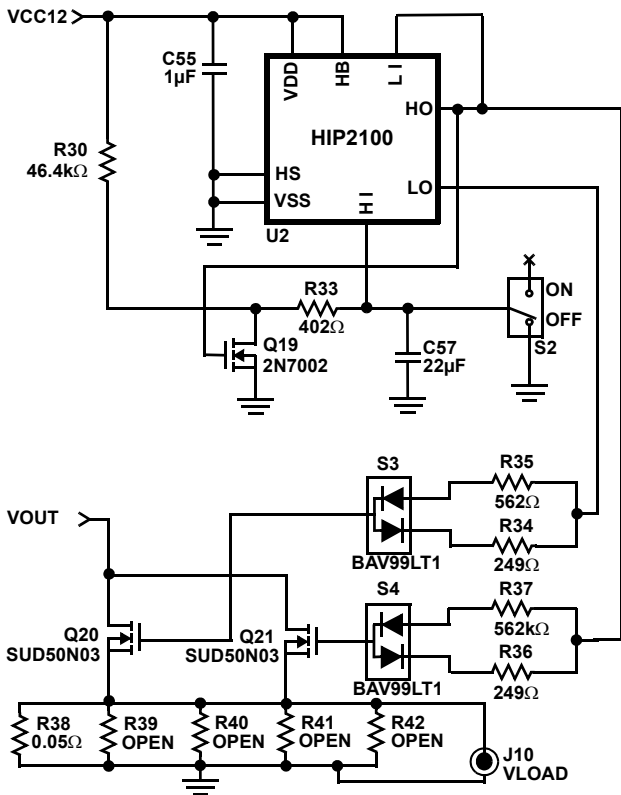 VCC12
C55
1µF
VDD
HB
LI
HO
HIP2100
R30
46.4kΩ
HS
VSS
LO
HI
U2
R33
402Ω
ON
OFF
S2
Q19
2N7002
C57
22µF
S3
R35
562Ω
VOUT
R34
249Ω
BAV99LT1
S4
R37
562kΩ
Q20
SUD50N03
Q21
SUD50N03
R36
249Ω
BAV99LT1
R38
0.05Ω
R39
OPEN
R40
OPEN
R41
OPEN
R42
OPEN
J10
VLOAD